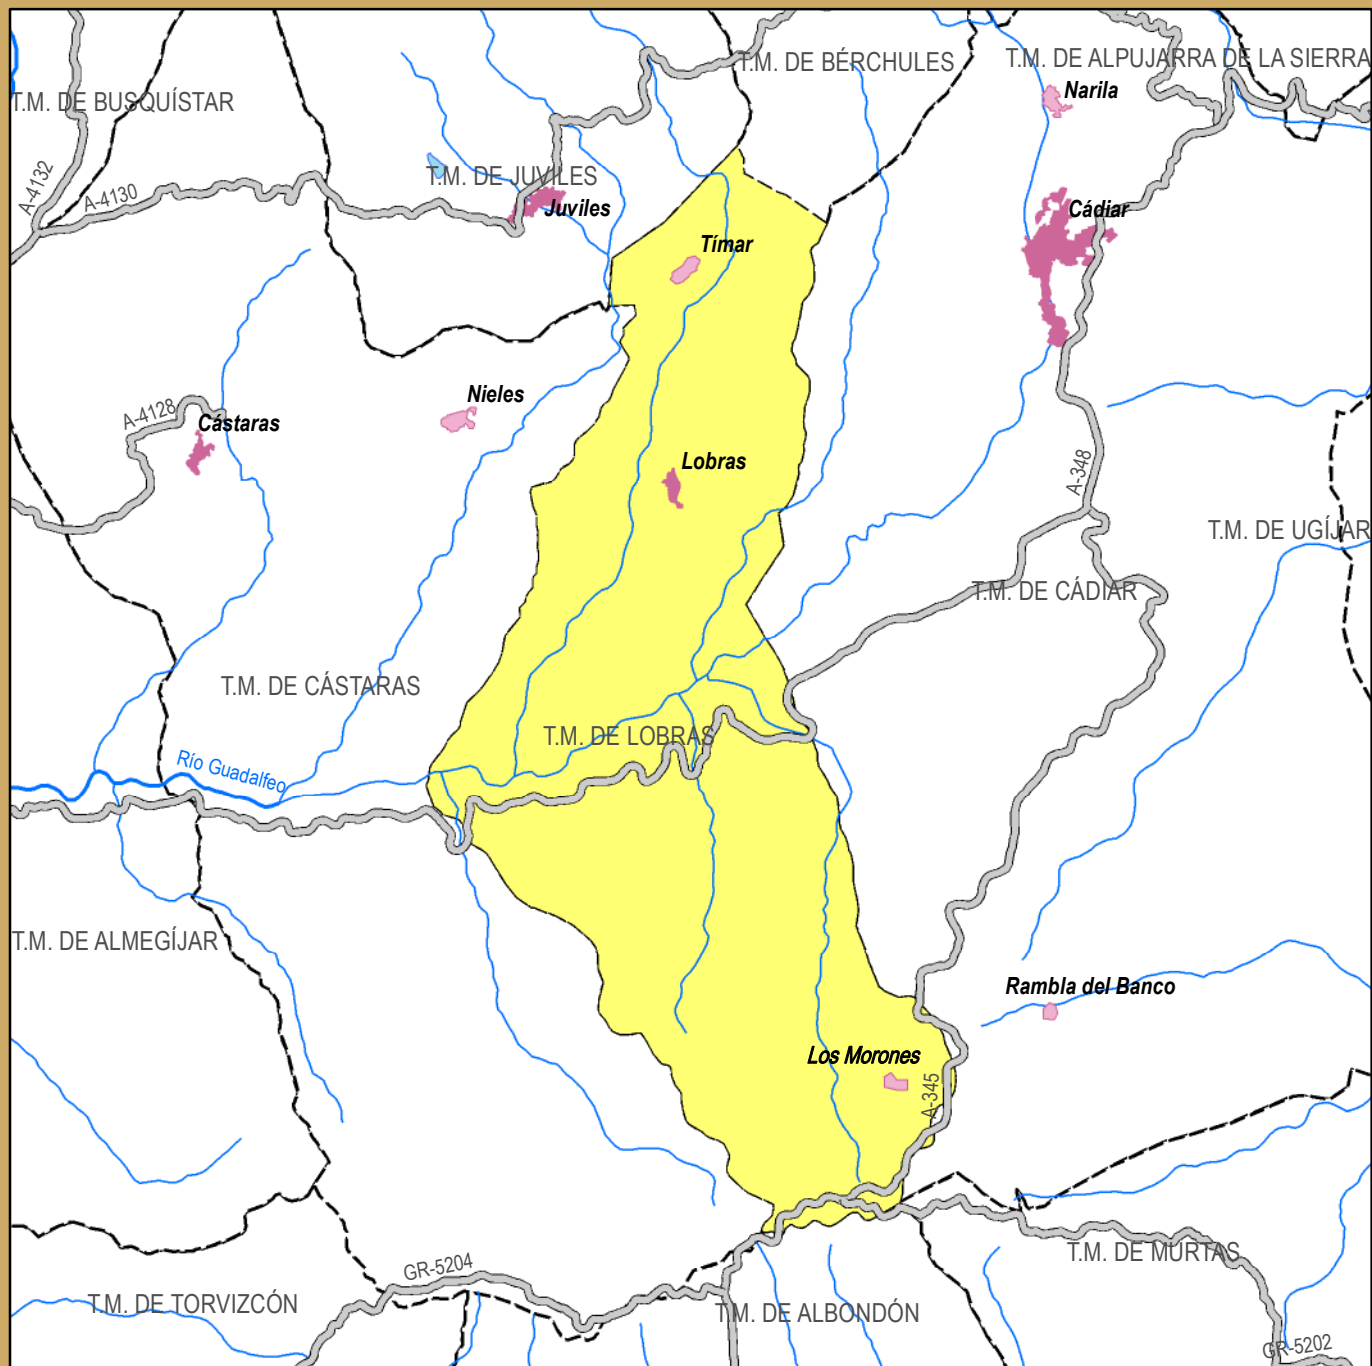 T.M. DE BÉRCHULES
T.M. DE ALPUJARRA DE LA SIERRA
Narila
T.M. DE BUSQUÍSTAR
A-4132
A-4130
T.M. DE JUVILES
Juviles
Cádiar
Tímar
Nieles
A-4128
Cástaras
Lobras
A-348
T.M. DE UGÍJAR
T.M. DE CÁDIAR
T.M. DE CÁSTARAS
T.M. DE LOBRAS
Río Guadalfeo
T.M. DE ALMEGÍJAR
Rambla del Banco
Los Morones
A-345
T.M. DE MURTAS
GR-5204
T.M. DE TORVIZCÓN
T.M. DE ALBONDÓN
GR-5202